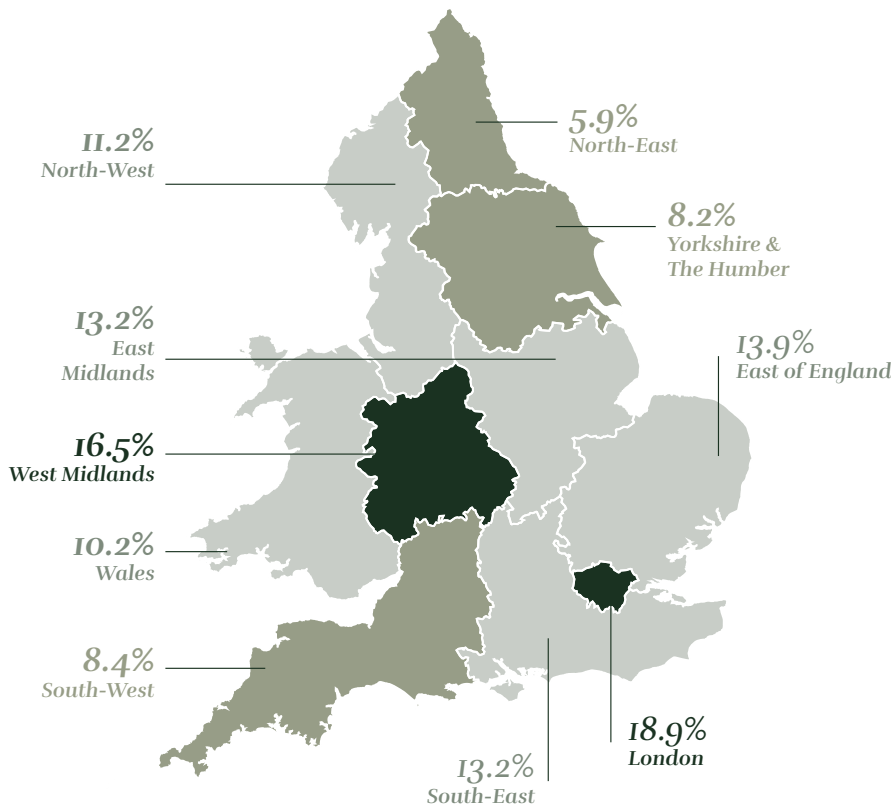 5.9%
North-East
11.2%
North-West
8.2%
Yorkshire &
The Humber
13.2%
East
Midlands
13.9%
East of England
16.5%
West Midlands
10.2%
Wales
8.4%
South-West
18.9%
London
13.2%
South-East